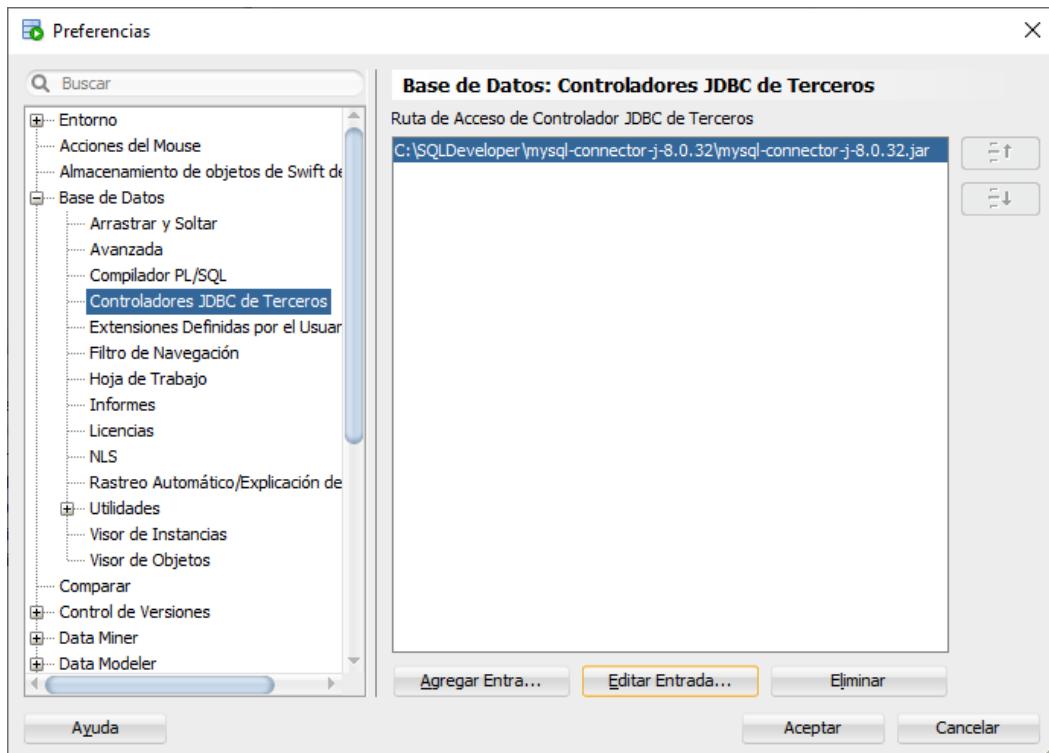 Preferencias
Buscar
Entorno
Acciones del Mouse
Almacenamiento de objetos de Swift de
Base de Datos
Arrastrar y Soltar
Avanzada
Compilador PL/SQL
Controladores JDBC de Terceros
Extensiones Definidas por el Usuar
Filtro de Navegación
Hoja de Trabajo
Informes
Licencias
NLS
Rastreo Automático/Explicación de
Utilidades
Visor de Instancias
Visor de Objetos
Comparar
Control de Versiones
Data Miner
Data Modeler
Base de Datos: Controladores JDBC de Terceros
Ruta de Acceso de Controlador JDBC de Terceros
C:\SQLDeveloper\mysql-connector-j-8.0.32\mysql-connector-j-8.0.32.jar
Agregar Entra... Editar Entrada... Eliminar
Ayuda Aceptar Cancelar